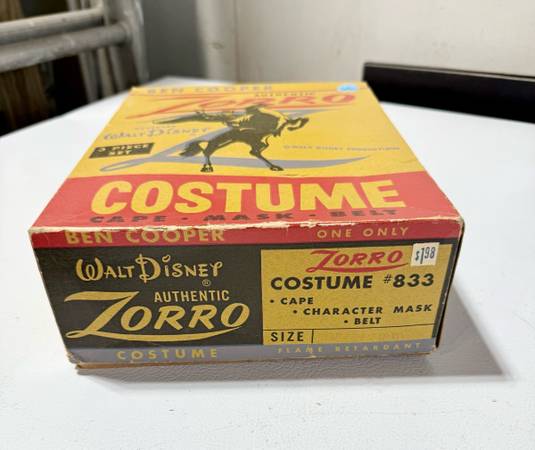 BEN COOPER
AUTHENTIC
ZORRO
WALT DISNEY
3 PIECE
SET
© WALT DISNEY PRODUCTIONS
COSTUME
CAPE • MASK • BELT
BEN COOPER
ONE ONLY
WALT DISNEY ®
AUTHENTIC
ZORRO
COSTUME
ZORRO
$1.98
COSTUME #833
• CAPE
• CHARACTER MASK
• BELT
SIZE
FLAME RETARDANT